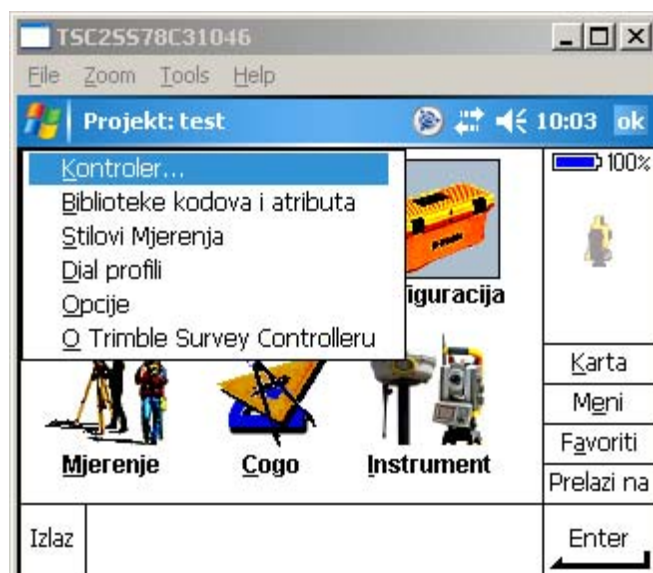 TSC2SS78C31046
File Zoom Tools Help
Projekt: test 10:03 ok
Kontroler...
Biblioteke kodova i atributa
Stilovi Mjerenja
Dial profili
Opcije
O Trimble Survey Controlleru
iguracija
Mjerenje
Cogo
Instrument
100%
Karta
Meni
Favoriti
Prelazi na
Izlaz
Enter